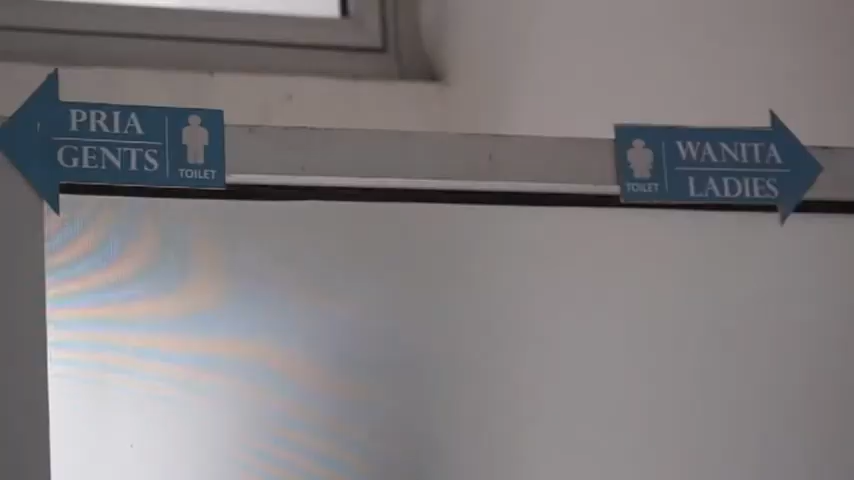 PRIA
GENTS
TOILET
WANITA
LADIES
TOILET